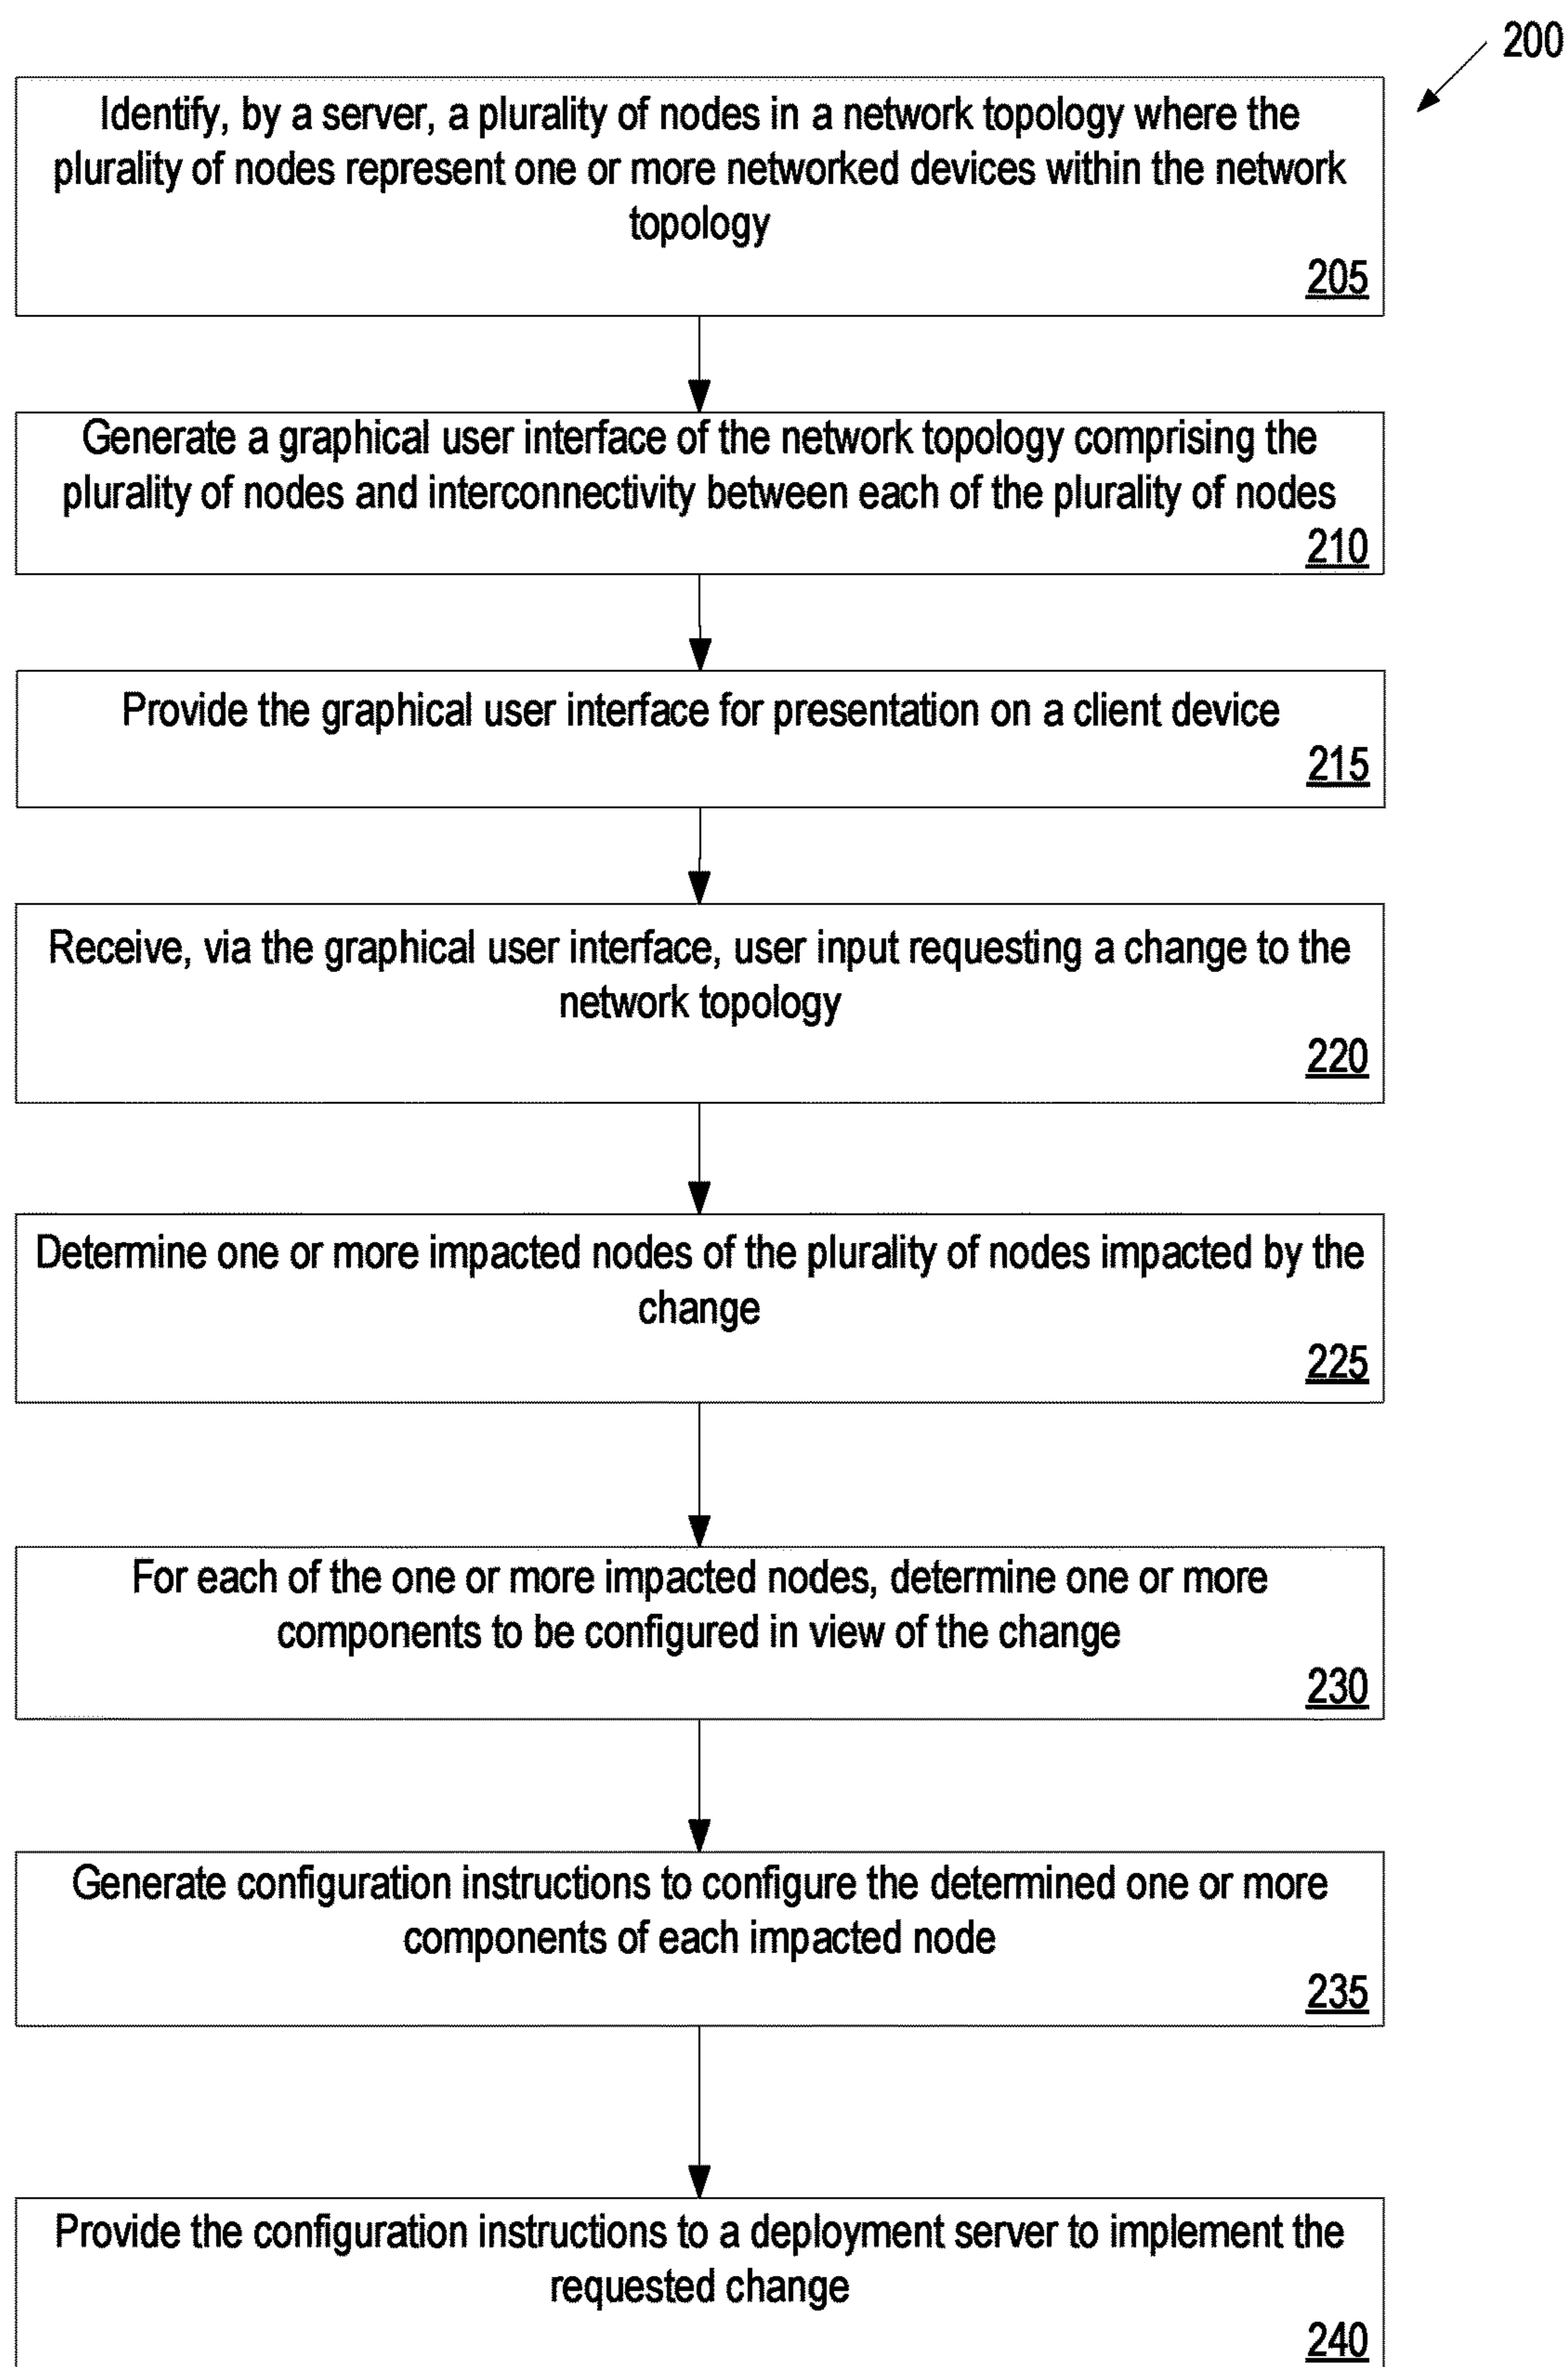 200
Identify, by a server, a plurality of nodes in a network topology where the
plurality of nodes represent one or more networked devices within the network
topology
205
Generate a graphical user interface of the network topology comprising the
plurality of nodes and interconnectivity between each of the plurality of nodes
210
Provide the graphical user interface for presentation on a client device
215
Receive, via the graphical user interface, user input requesting a change to the
network topology
220
Determine one or more impacted nodes of the plurality of nodes impacted by the
change
225
For each of the one or more impacted nodes, determine one or more
components to be configured in view of the change
230
Generate configuration instructions to configure the determined one or more
components of each impacted node
235
Provide the configuration instructions to a deployment server to implement the
requested change
240